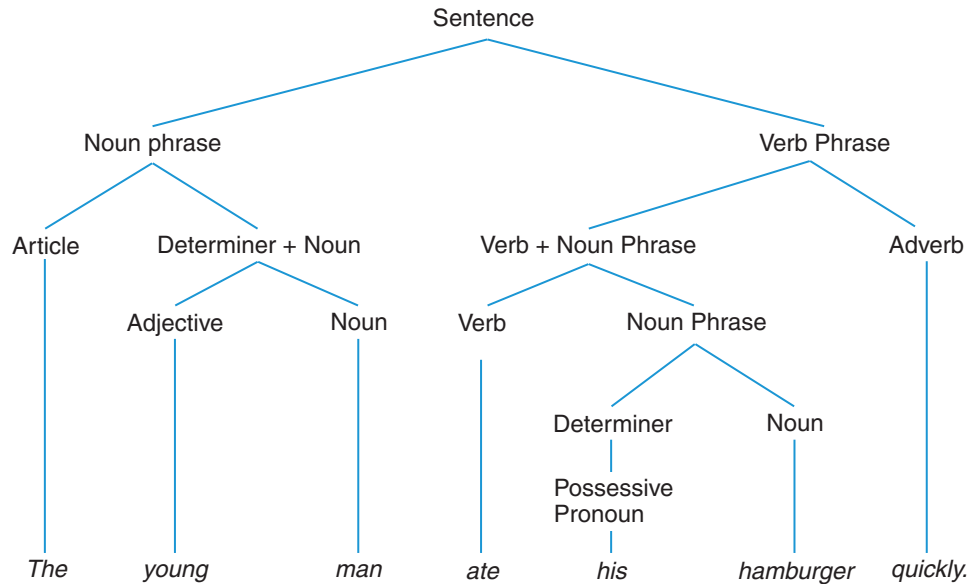 Sentence
Noun phrase
Verb Phrase
Article
Determiner + Noun
Verb + Noun Phrase
Adverb
Adjective
Noun
Verb
Noun Phrase
Determiner
Noun
Possessive
Pronoun
The
young
man
ate
his
hamburger
quickly.